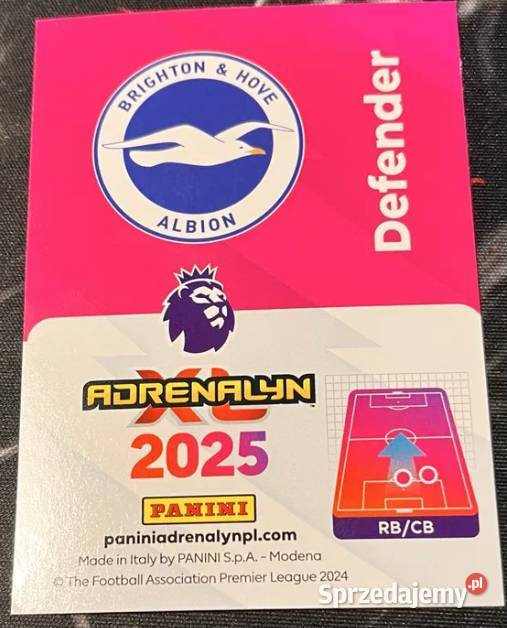 BRIGHTON & HOVE
ALBION
Defender
ADRENALYN
XL
2025
PANINI
paniniadrenalynpl.com
RB/CB
Made in Italy by PANINI S.p.A. - Modena
© The Football Association Premier League 2024
Sprzedajemy.pl